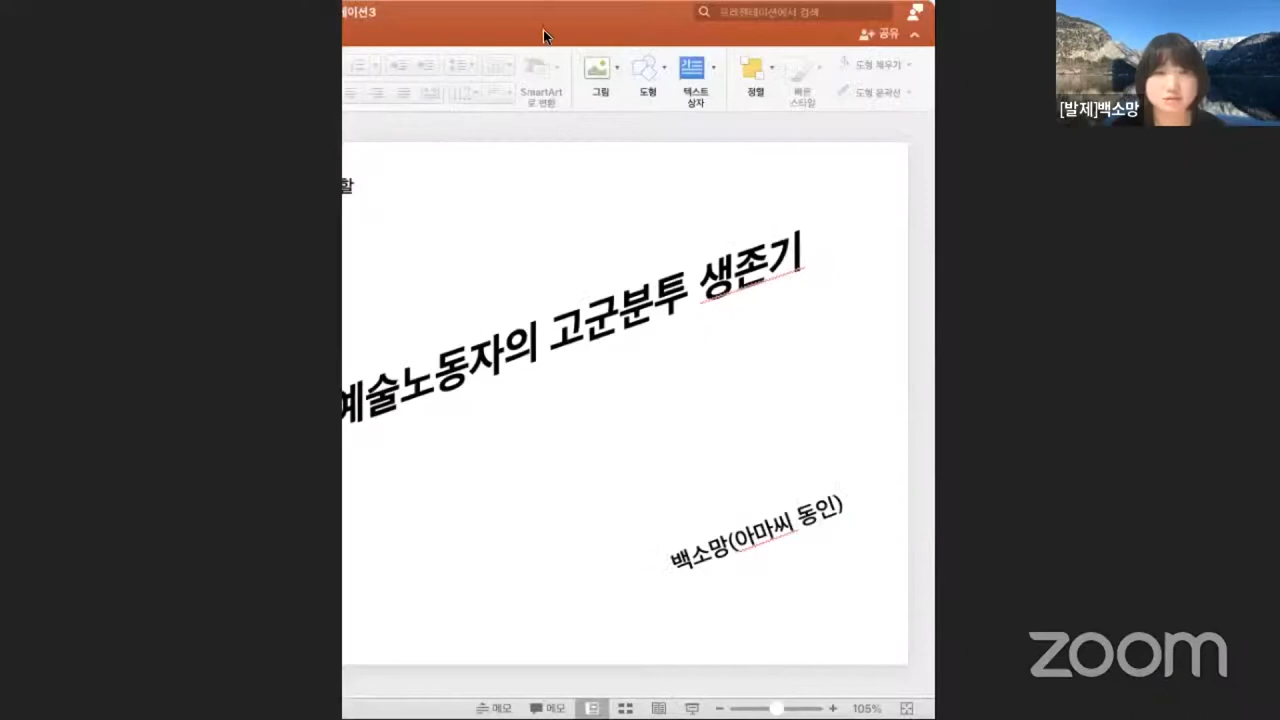 메이션3
프레젠테이션에서 검색
공유
SmartArt
로 변환
그림
도형
텍스트
상자
정렬
빠른
스타일
도형 채우기
도형 윤곽선
할
예술노동자의 고군분투 생존기
백소망(아마씨 동인)
메모
메모
105%
[발제]백소망
zoom